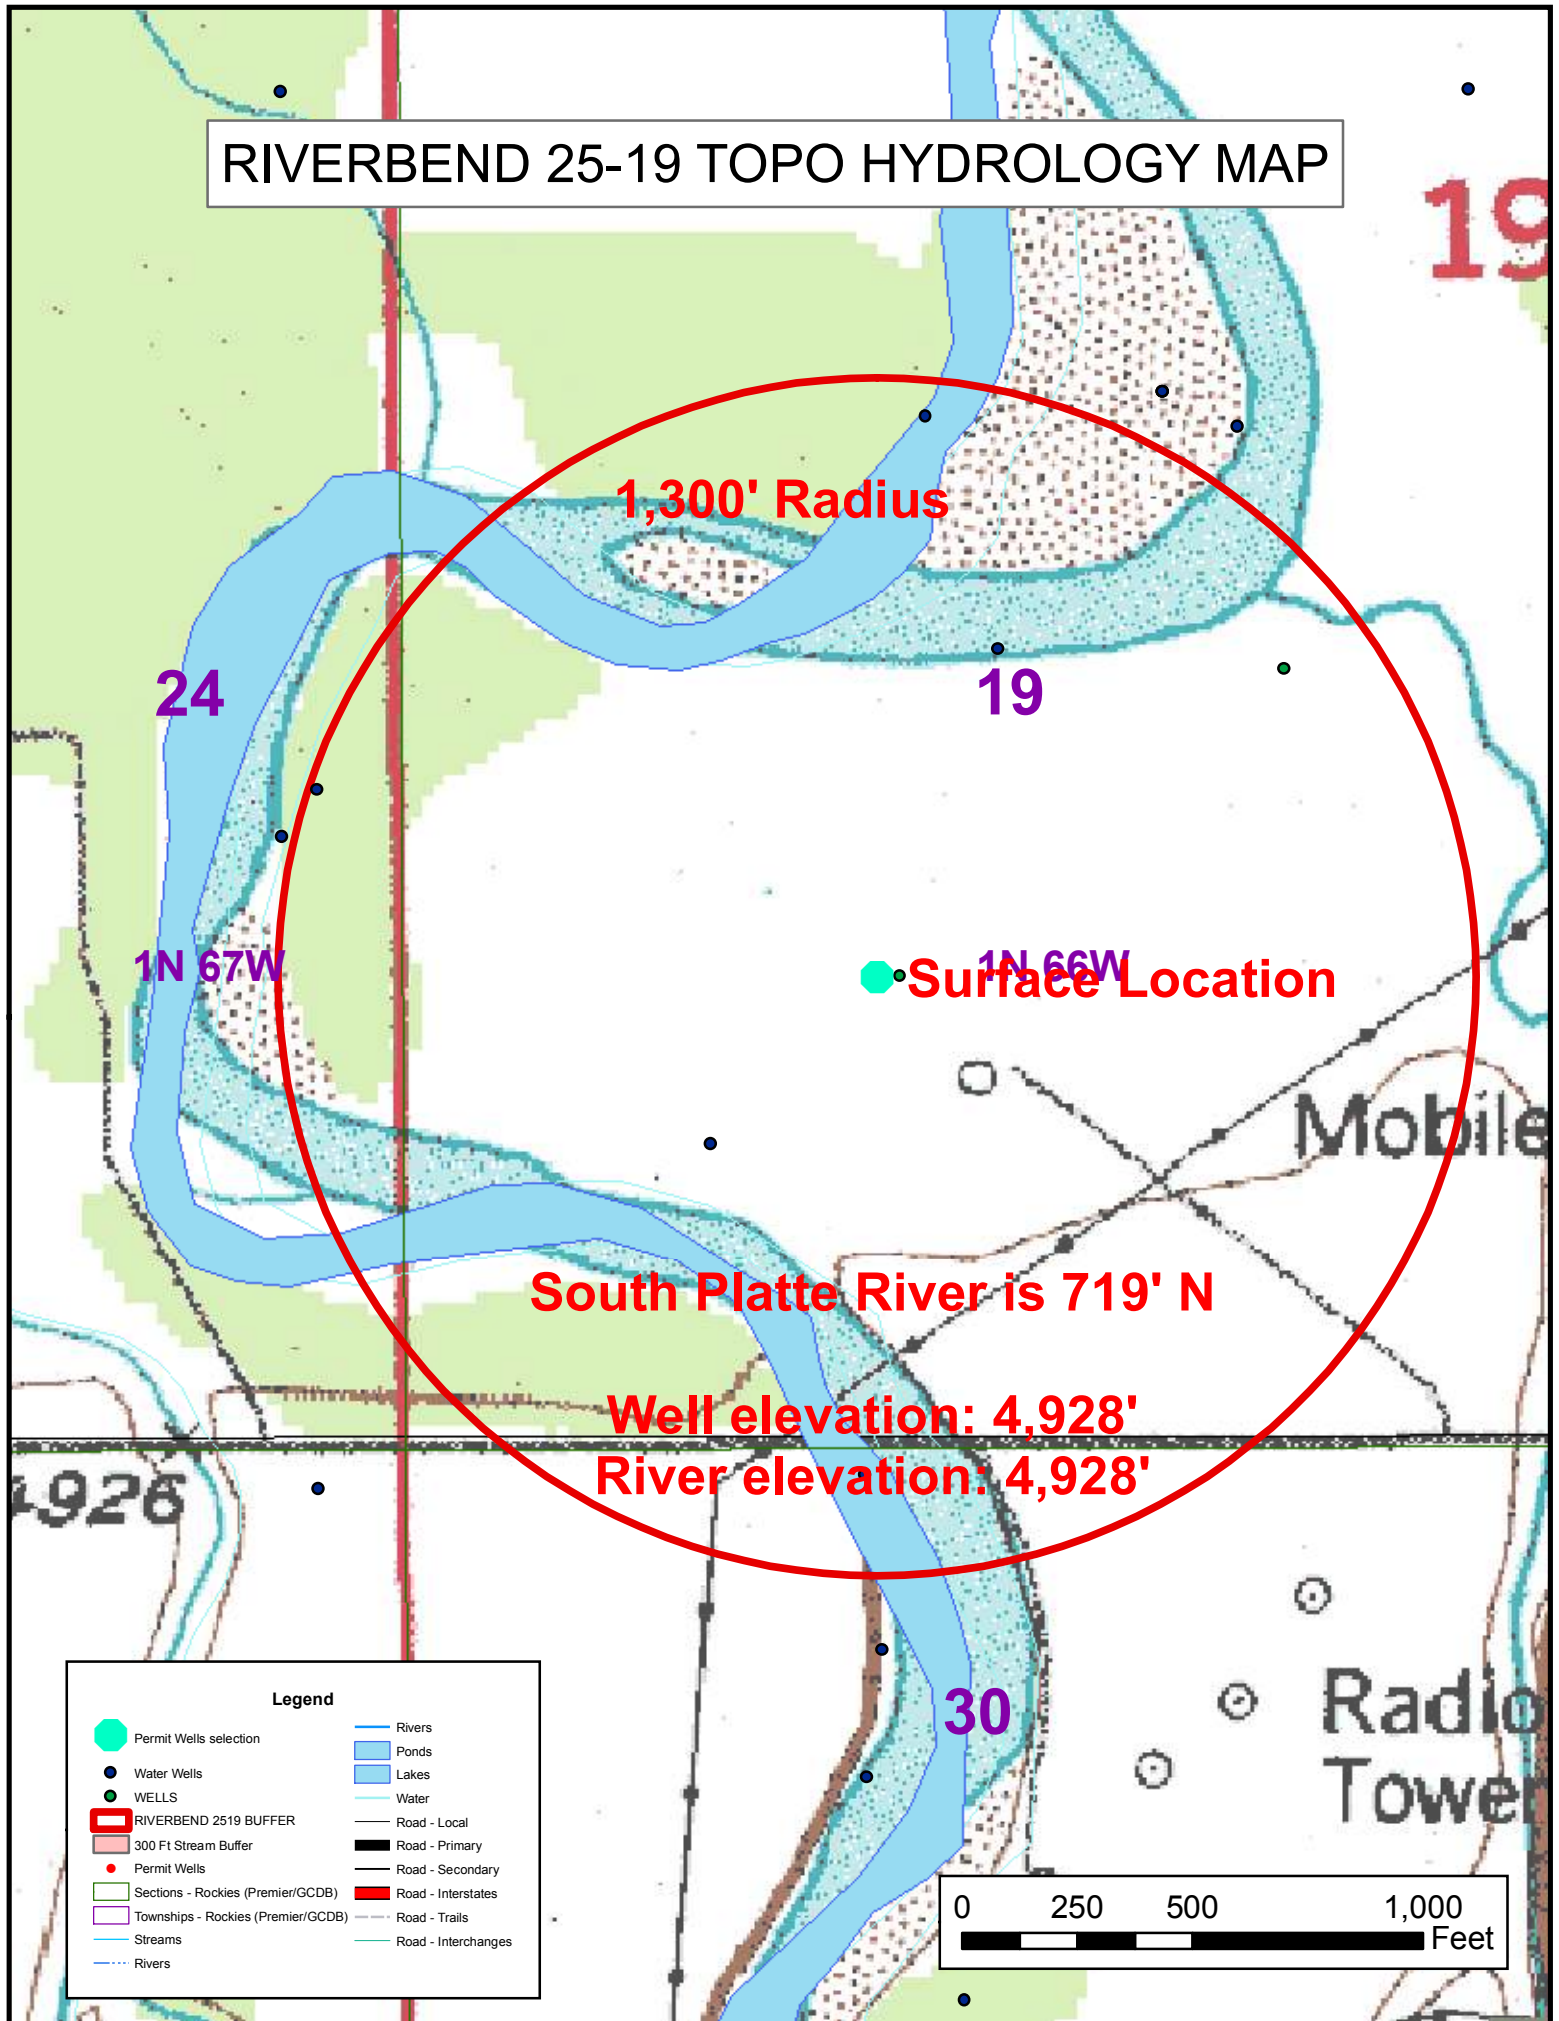 RIVERBEND 25-19 TOPO HYDROLOGY MAP
19
1,300' Radius
24
19
1N 67W
1N 66W
Surface Location
Mobile
South Platte River is 719' N
Well elevation: 4,928'
River elevation: 4,928'
4926
30
Radio
Tower
Legend
Permit Wells selection
Water Wells
WELLS
RIVERBEND 2519 BUFFER
300 Ft Stream Buffer
Permit Wells
Sections - Rockies (Premier/GCDB)
Townships - Rockies (Premier/GCDB)
Streams
Rivers
Rivers
Ponds
Lakes
Water
Road - Local
Road - Primary
Road - Secondary
Road - Interstates
Road - Trails
Road - Interchanges
0 250 500 1,000
Feet